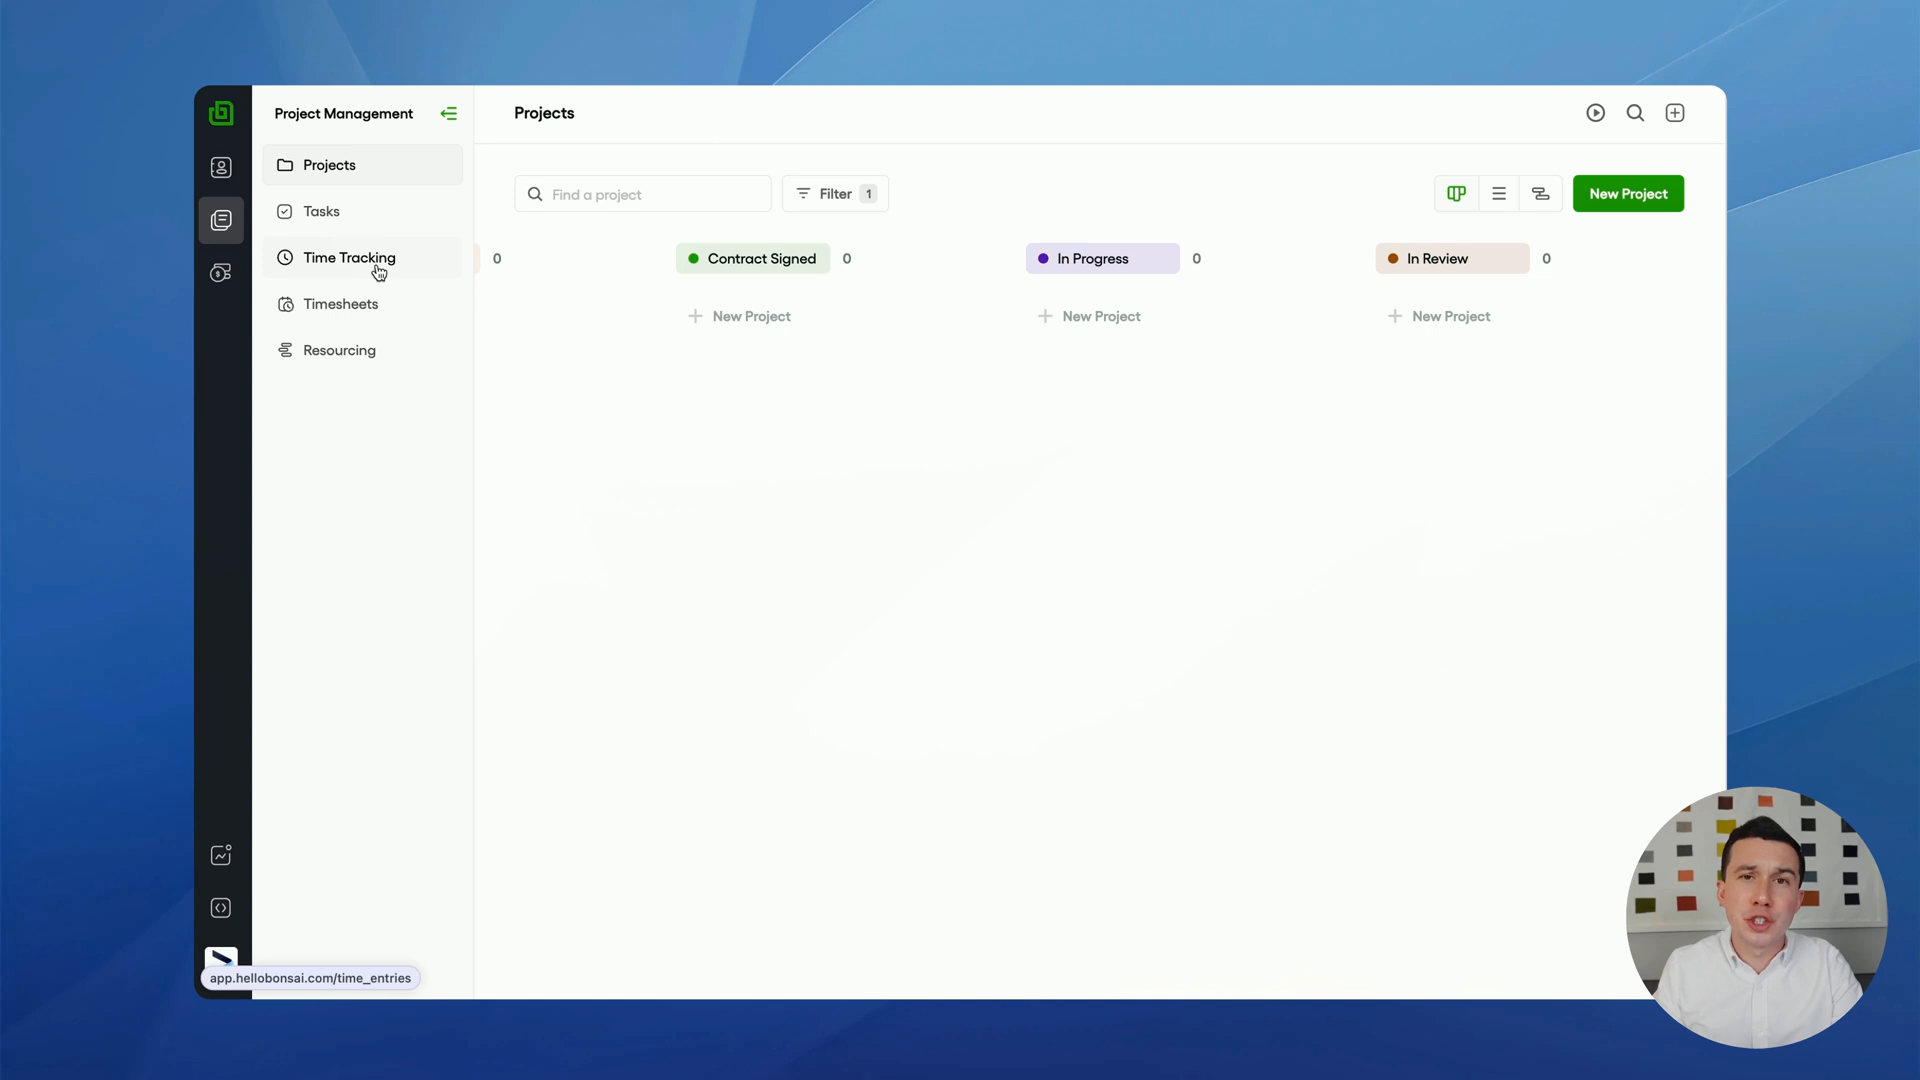 Project Management
Projects
Projects
Tasks
Time Tracking
Timesheets
Resourcing
Find a project
Filter 1
New Project
0
Contract Signed 0
In Progress 0
In Review 0
New Project
New Project
New Project
app.hellobonsai.com/time_entries